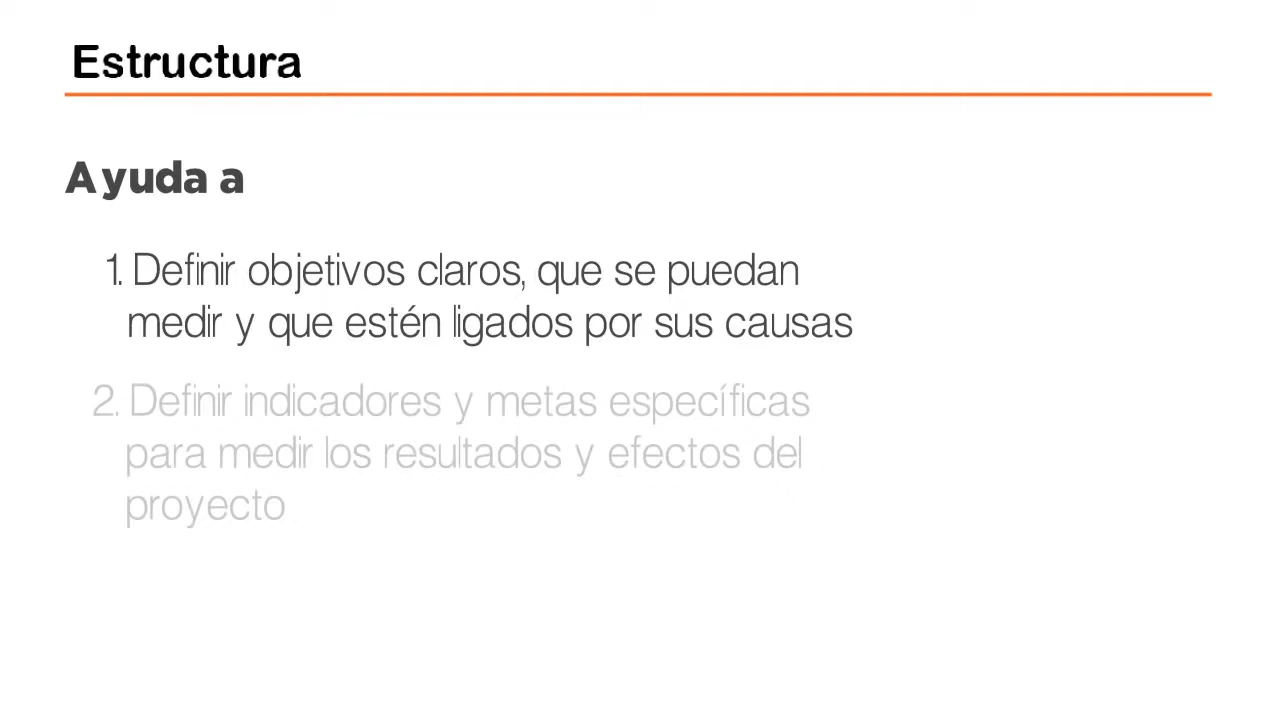 Estructura
Ayuda a
1. Definir objetivos claros, que se puedan
medir y que estén ligados por sus causas
2. Definir indicadores y metas específicas
para medir los resultados y efectos del
proyecto